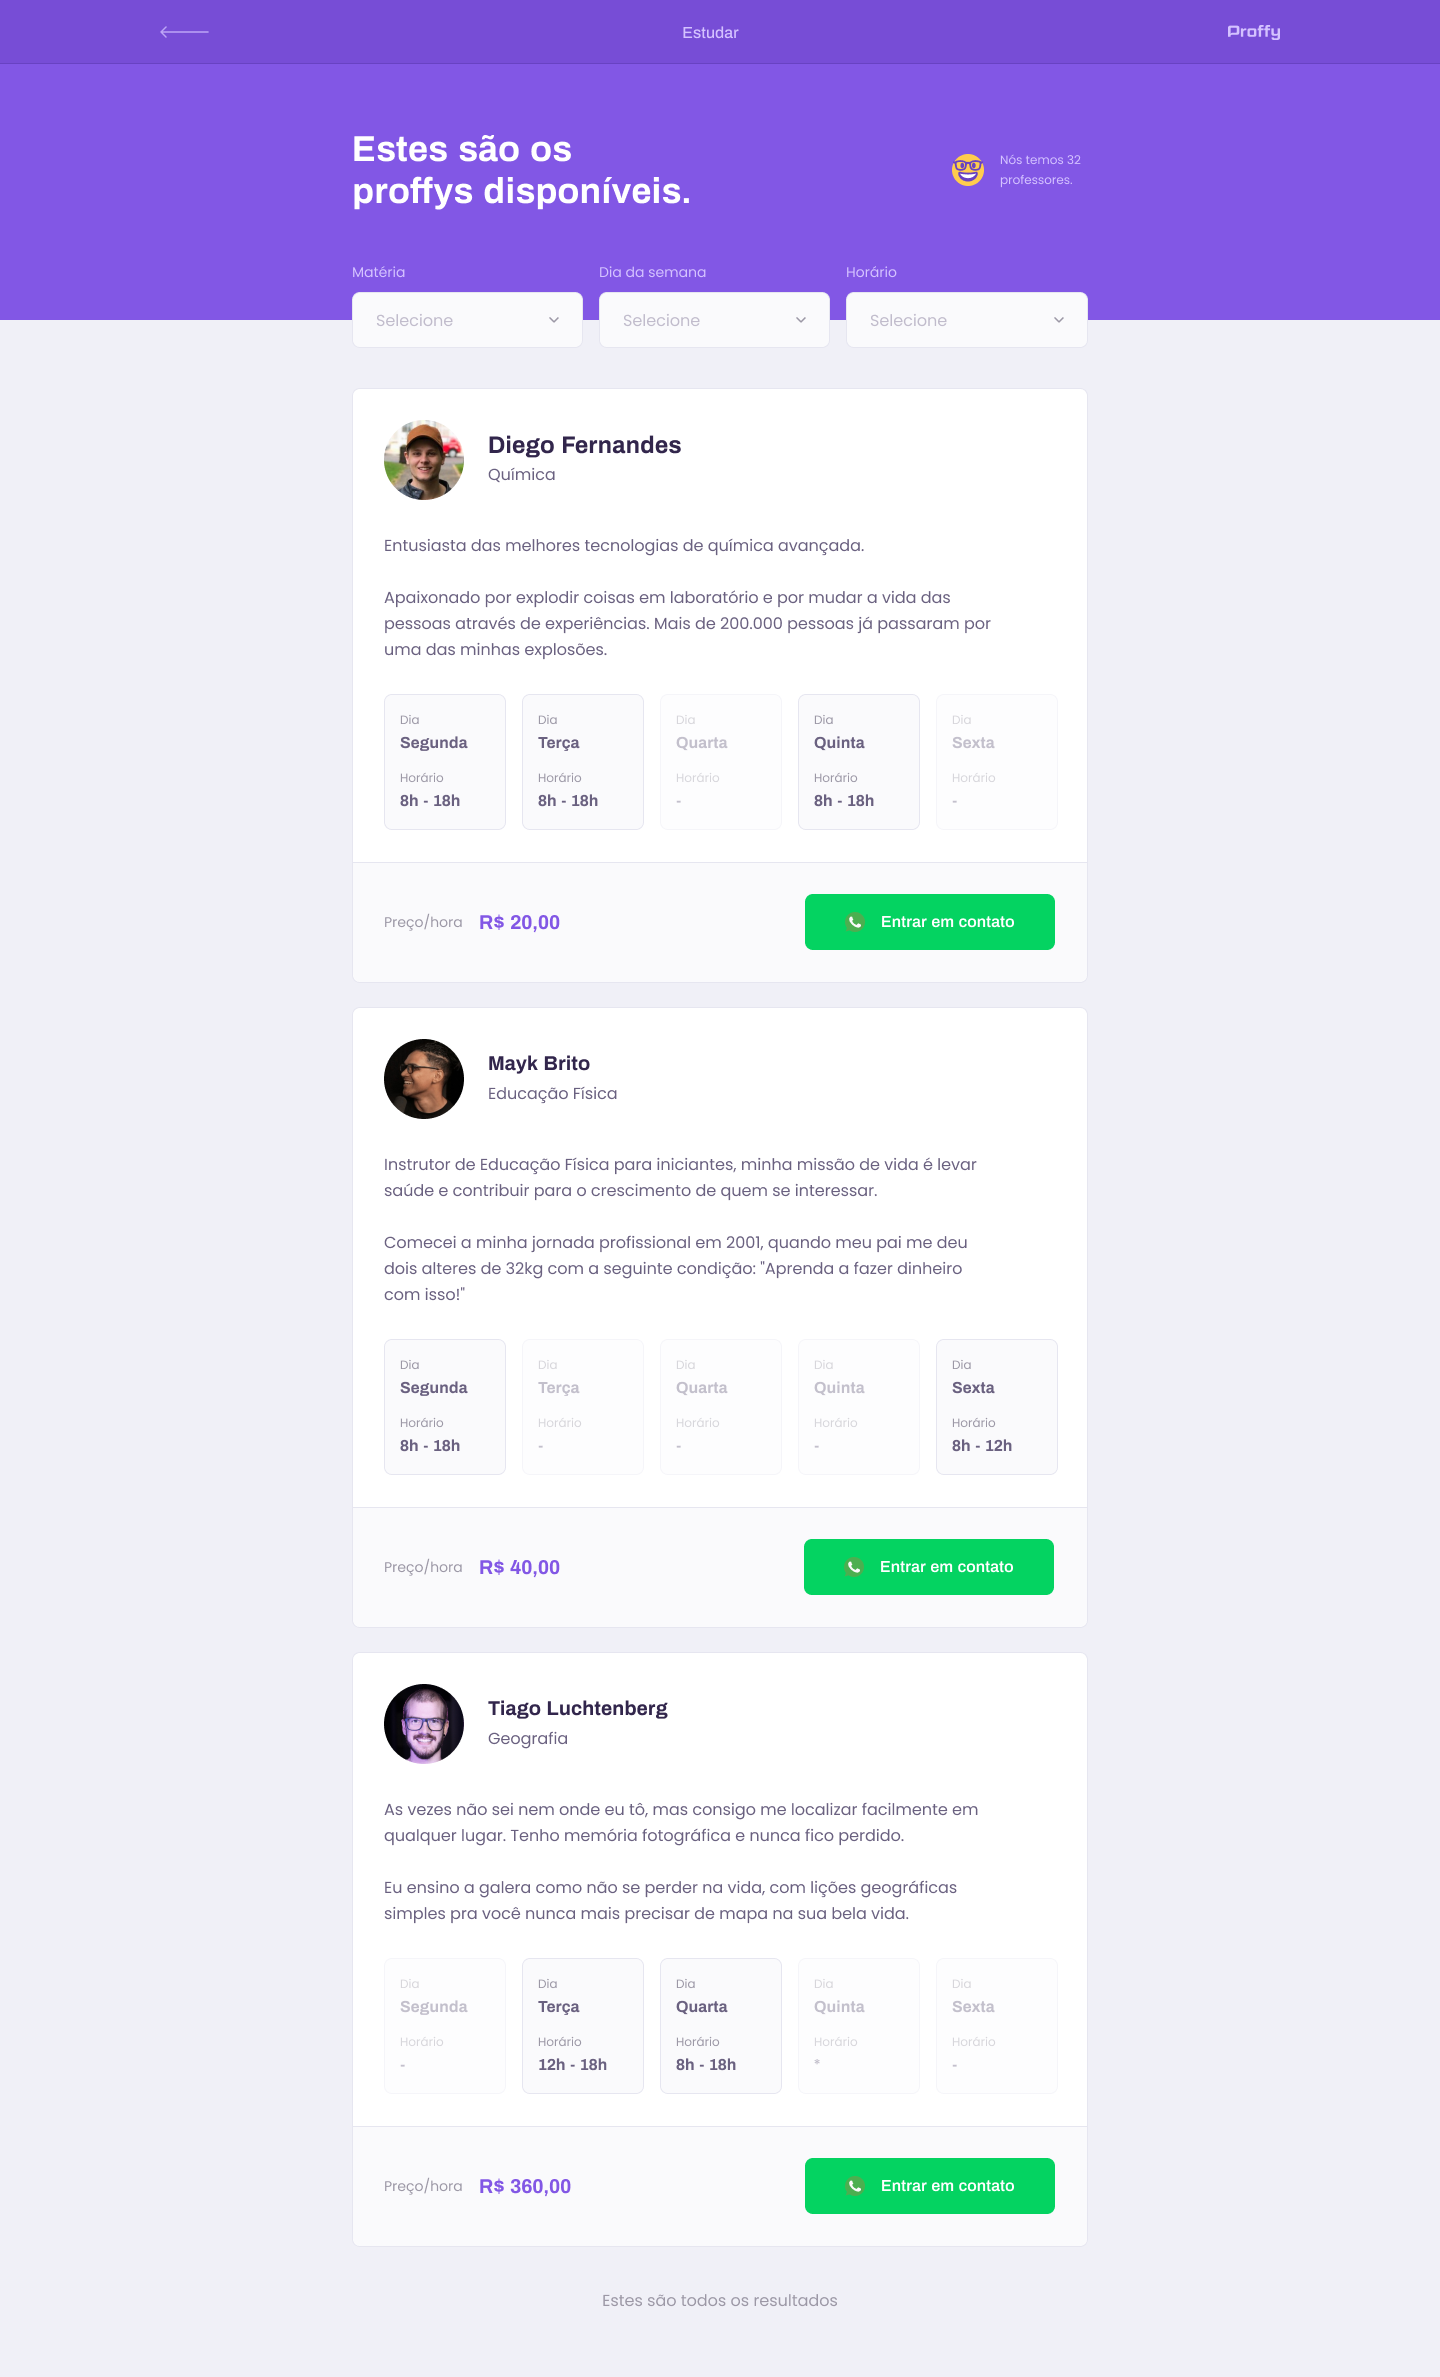 Estudar
Proffy
Estes são os
proffys disponíveis.
Nós temos 32
professores.
Matéria
Dia da semana
Horário
Selecione
Selecione
Selecione
Diego Fernandes
Química
Entusiasta das melhores tecnologias de química avançada.
Apaixonado por explodir coisas em laboratório e por mudar a vida das
pessoas através de experiências. Mais de 200.000 pessoas já passaram por
uma das minhas explosões.
Dia
Segunda
Horário
8h - 18h
Dia
Terça
Horário
8h - 18h
Dia
Quarta
Horário
-
Dia
Quinta
Horário
8h - 18h
Dia
Sexta
Horário
-
Preço/hora
R$ 20,00
Entrar em contato
Mayk Brito
Educação Física
Instrutor de Educação Física para iniciantes, minha missão de vida é levar
saúde e contribuir para o crescimento de quem se interessar.
Comecei a minha jornada profissional em 2001, quando meu pai me deu
dois alteres de 32kg com a seguinte condição: "Aprenda a fazer dinheiro
com isso!"
Dia
Segunda
Horário
8h - 18h
Dia
Terça
Horário
-
Dia
Quarta
Horário
-
Dia
Quinta
Horário
-
Dia
Sexta
Horário
8h - 12h
Preço/hora
R$ 40,00
Entrar em contato
Tiago Luchtenberg
Geografia
As vezes não sei nem onde eu tô, mas consigo me localizar facilmente em
qualquer lugar. Tenho memória fotográfica e nunca fico perdido.
Eu ensino a galera como não se perder na vida, com lições geográficas
simples pra você nunca mais precisar de mapa na sua bela vida.
Dia
Segunda
Horário
-
Dia
Terça
Horário
12h - 18h
Dia
Quarta
Horário
8h - 18h
Dia
Quinta
Horário
*
Dia
Sexta
Horário
-
Preço/hora
R$ 360,00
Entrar em contato
Estes são todos os resultados